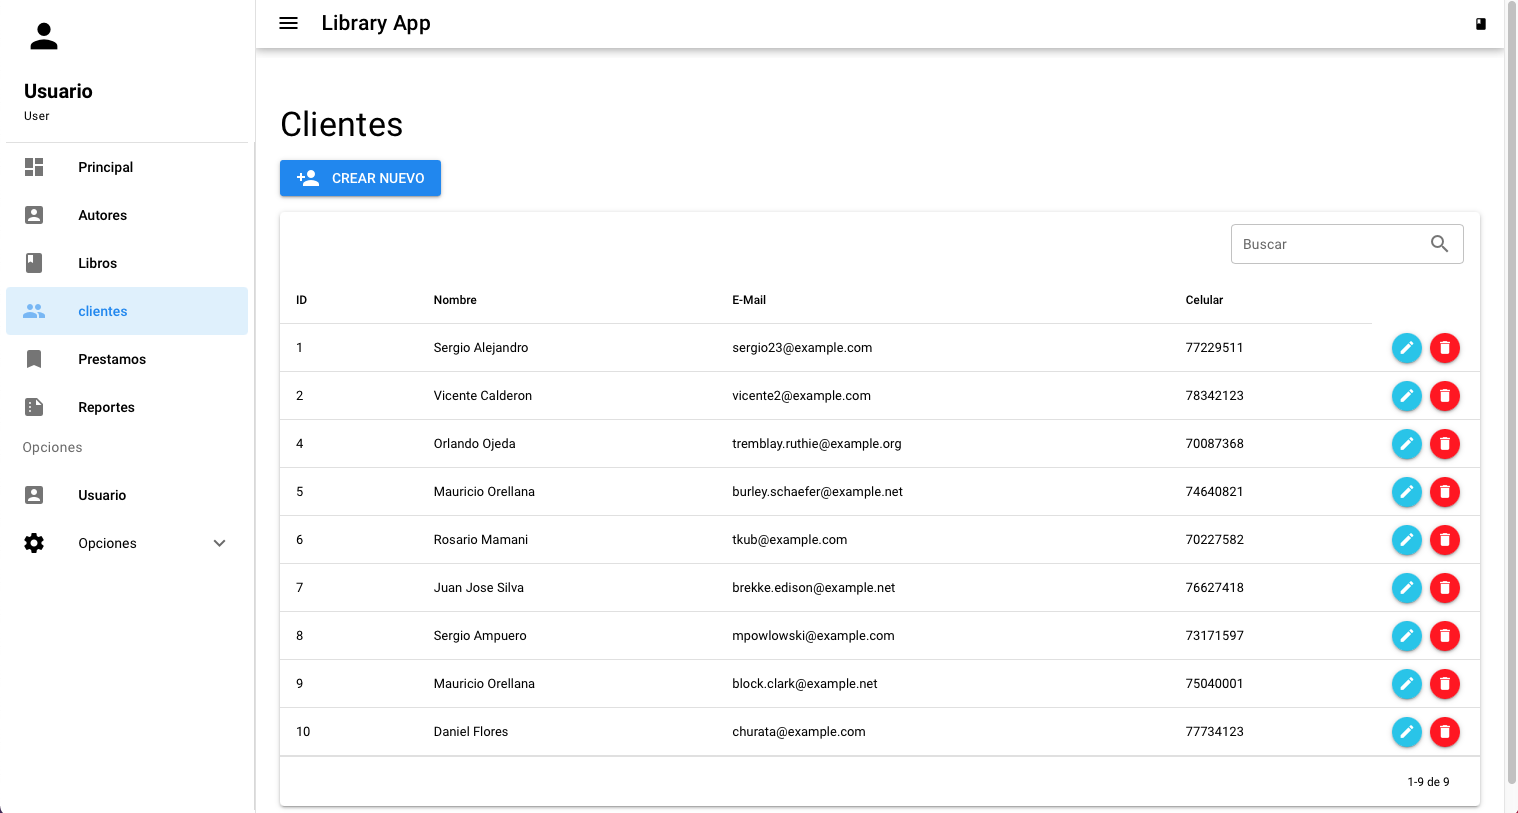 Usuario
User
Principal
Autores
Libros
clientes
Prestamos
Reportes
Opciones
Usuario
Opciones
Library App
Clientes
CREAR NUEVO
Buscar
ID Nombre E-Mail Celular
1 Sergio Alejandro sergio23@example.com 77229511
2 Vicente Calderon vicente2@example.com 78342123
4 Orlando Ojeda tremblay.ruthie@example.org 70087368
5 Mauricio Orellana burley.schaefer@example.net 74640821
6 Rosario Mamani tkub@example.com 70227582
7 Juan Jose Silva brekke.edison@example.net 76627418
8 Sergio Ampuero mpowlowski@example.com 73171597
9 Mauricio Orellana block.clark@example.net 75040001
10 Daniel Flores churata@example.com 77734123
1-9 de 9